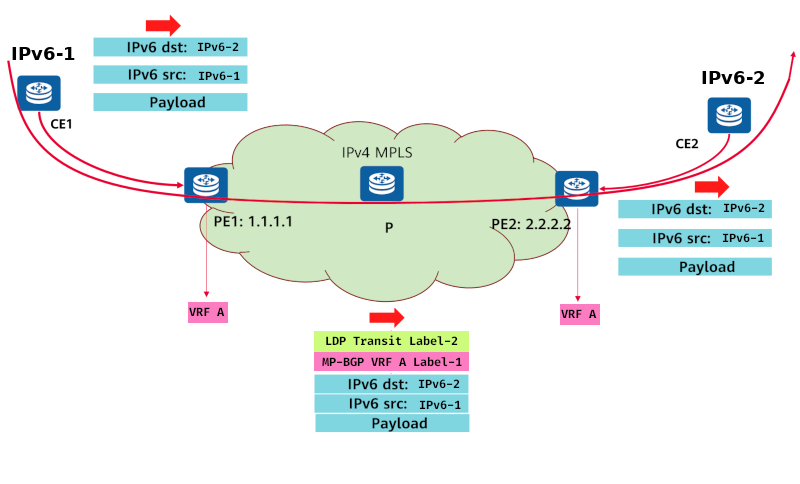 IPv6-1
CE1
IPv6 dst: IPv6-2
IPv6 src: IPv6-1
Payload
IPv4 MPLS
PE1: 1.1.1.1
P
PE2: 2.2.2.2
IPv6-2
CE2
IPv6 dst: IPv6-2
IPv6 src: IPv6-1
Payload
VRF A
VRF A
LDP Transit Label-2
MP-BGP VRF A Label-1
IPv6 dst: IPv6-2
IPv6 src: IPv6-1
Payload